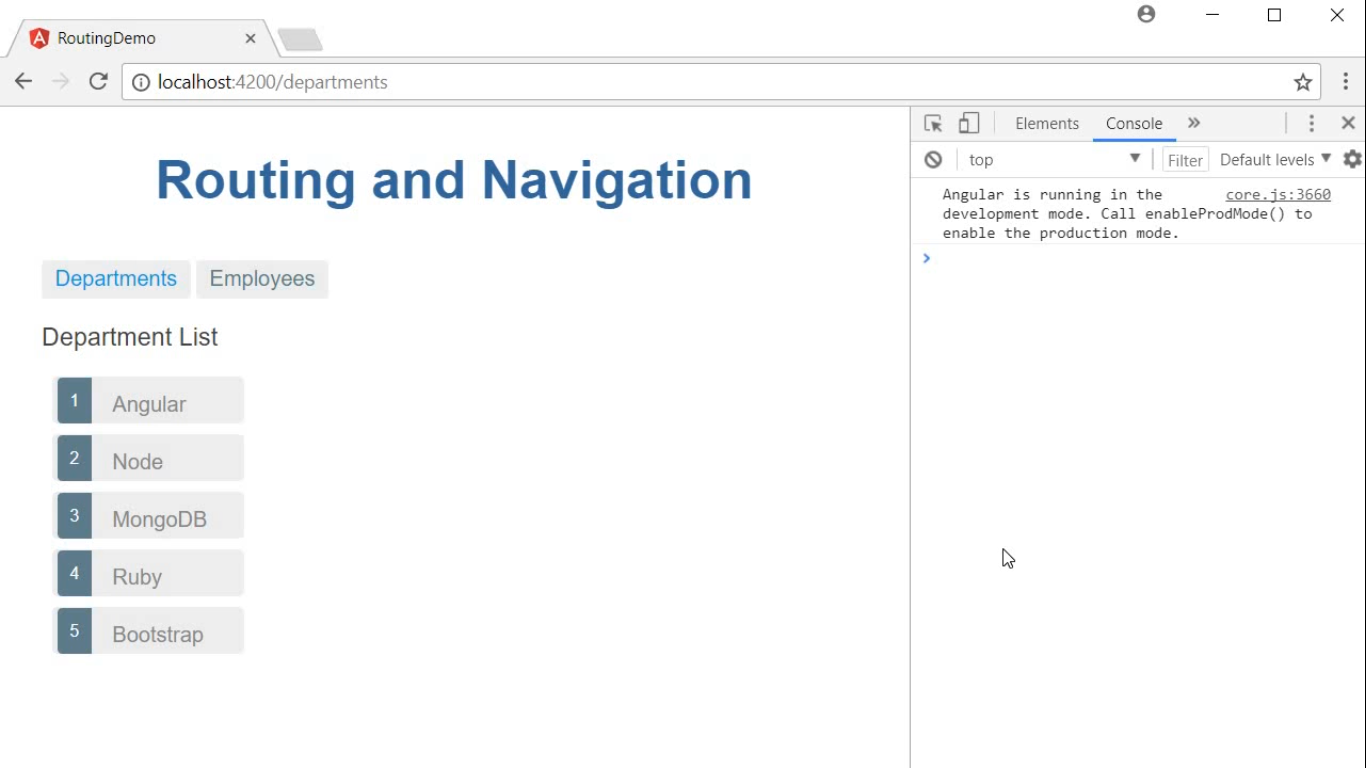 RoutingDemo
localhost:4200/departments
Routing and Navigation
Departments Employees
Department List
1 Angular
2 Node
3 MongoDB
4 Ruby
5 Bootstrap
Elements Console »
top Filter Default levels
Angular is running in the core.js:3660
development mode. Call enableProdMode() to
enable the production mode.